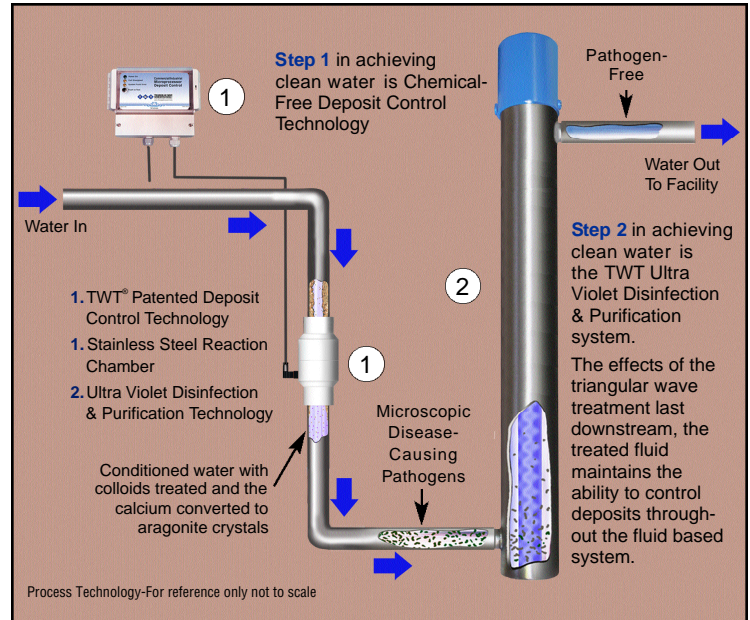 1
Step 1 in achieving
clean water is Chemical-
Free Deposit Control
Technology
Pathogen-
Free
Water Out
To Facility
Water In
Step 2 in achieving
clean water is
the TWT Ultra
Violet Disinfection
& Purification
system.
The effects of the
triangular wave
treatment last
downstream, the
treated fluid
maintains the
ability to control
deposits through-
out the fluid based
system.
2
1. TWT® Patented Deposit
Control Technology
1. Stainless Steel Reaction
Chamber
2. Ultra Violet Disinfection
& Purification Technology
1
Microscopic
Disease-
Causing
Pathogens
Conditioned water with
colloids treated and the
calcium converted to
aragonite crystals
Process Technology-For reference only not to scale